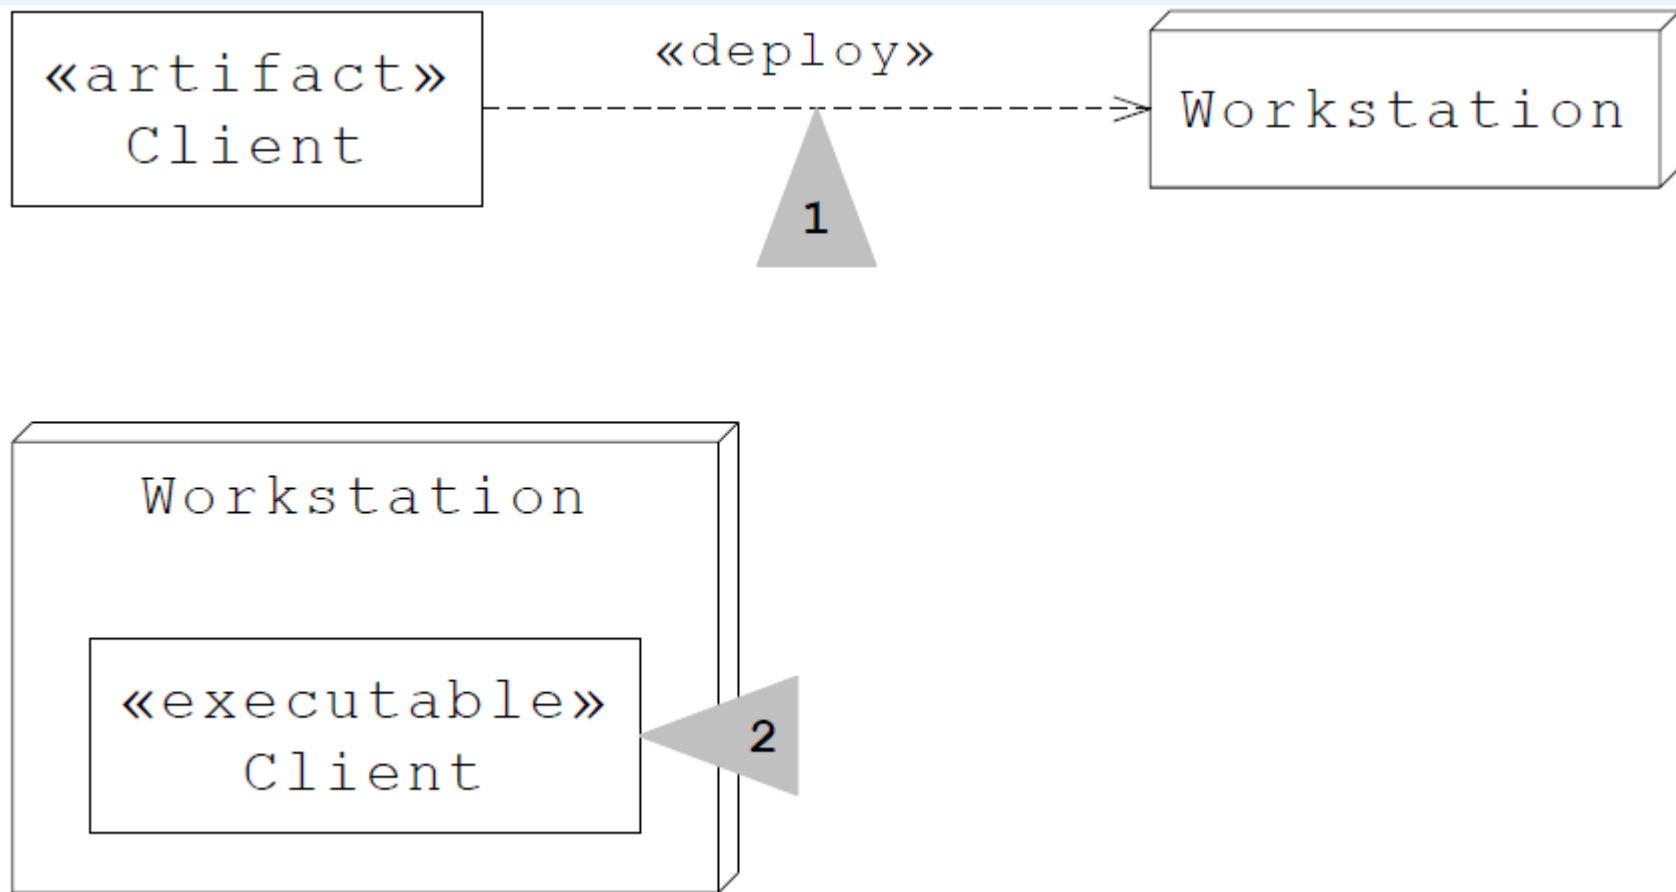 «artifact»
Client
«deploy»
Workstation
1
Workstation
«executable»
Client
2